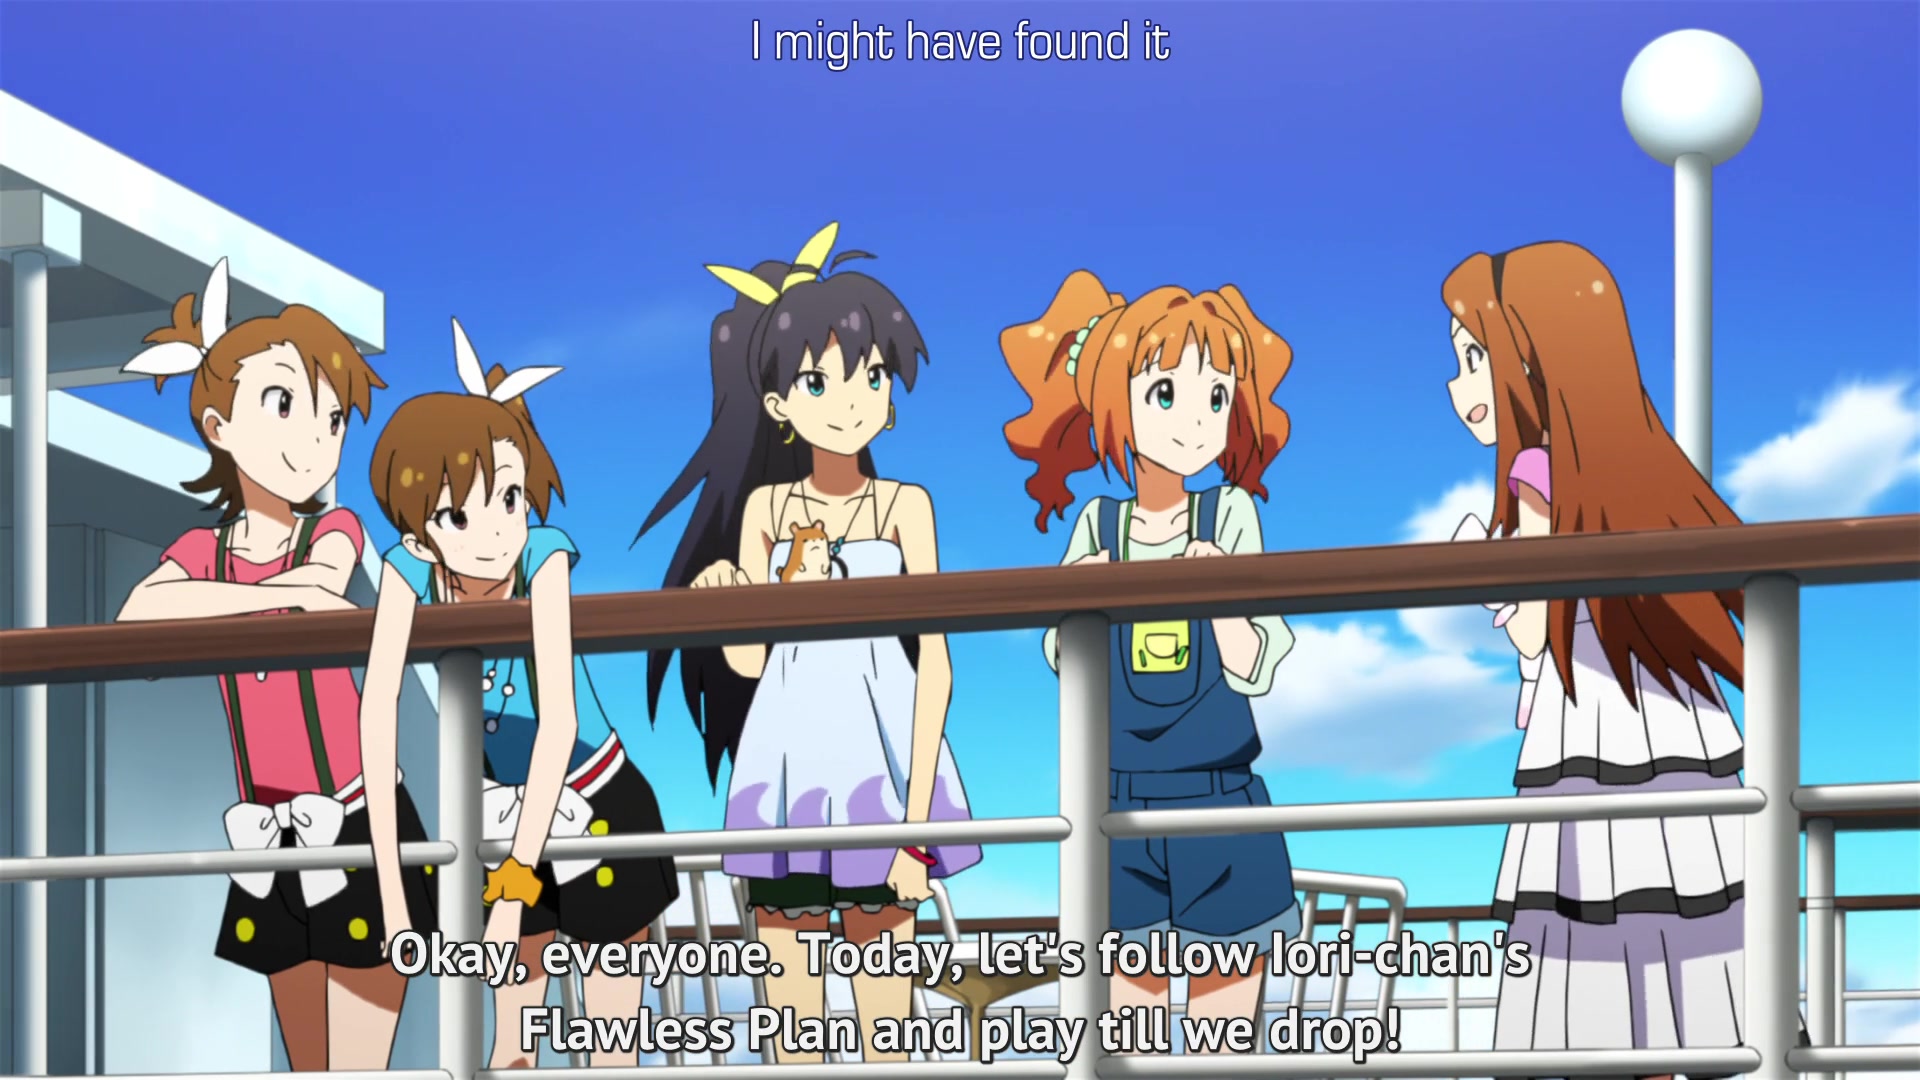 I might have found it
Okay, everyone. Today, let's follow Iori-chan's
Flawless Plan and play till we drop!